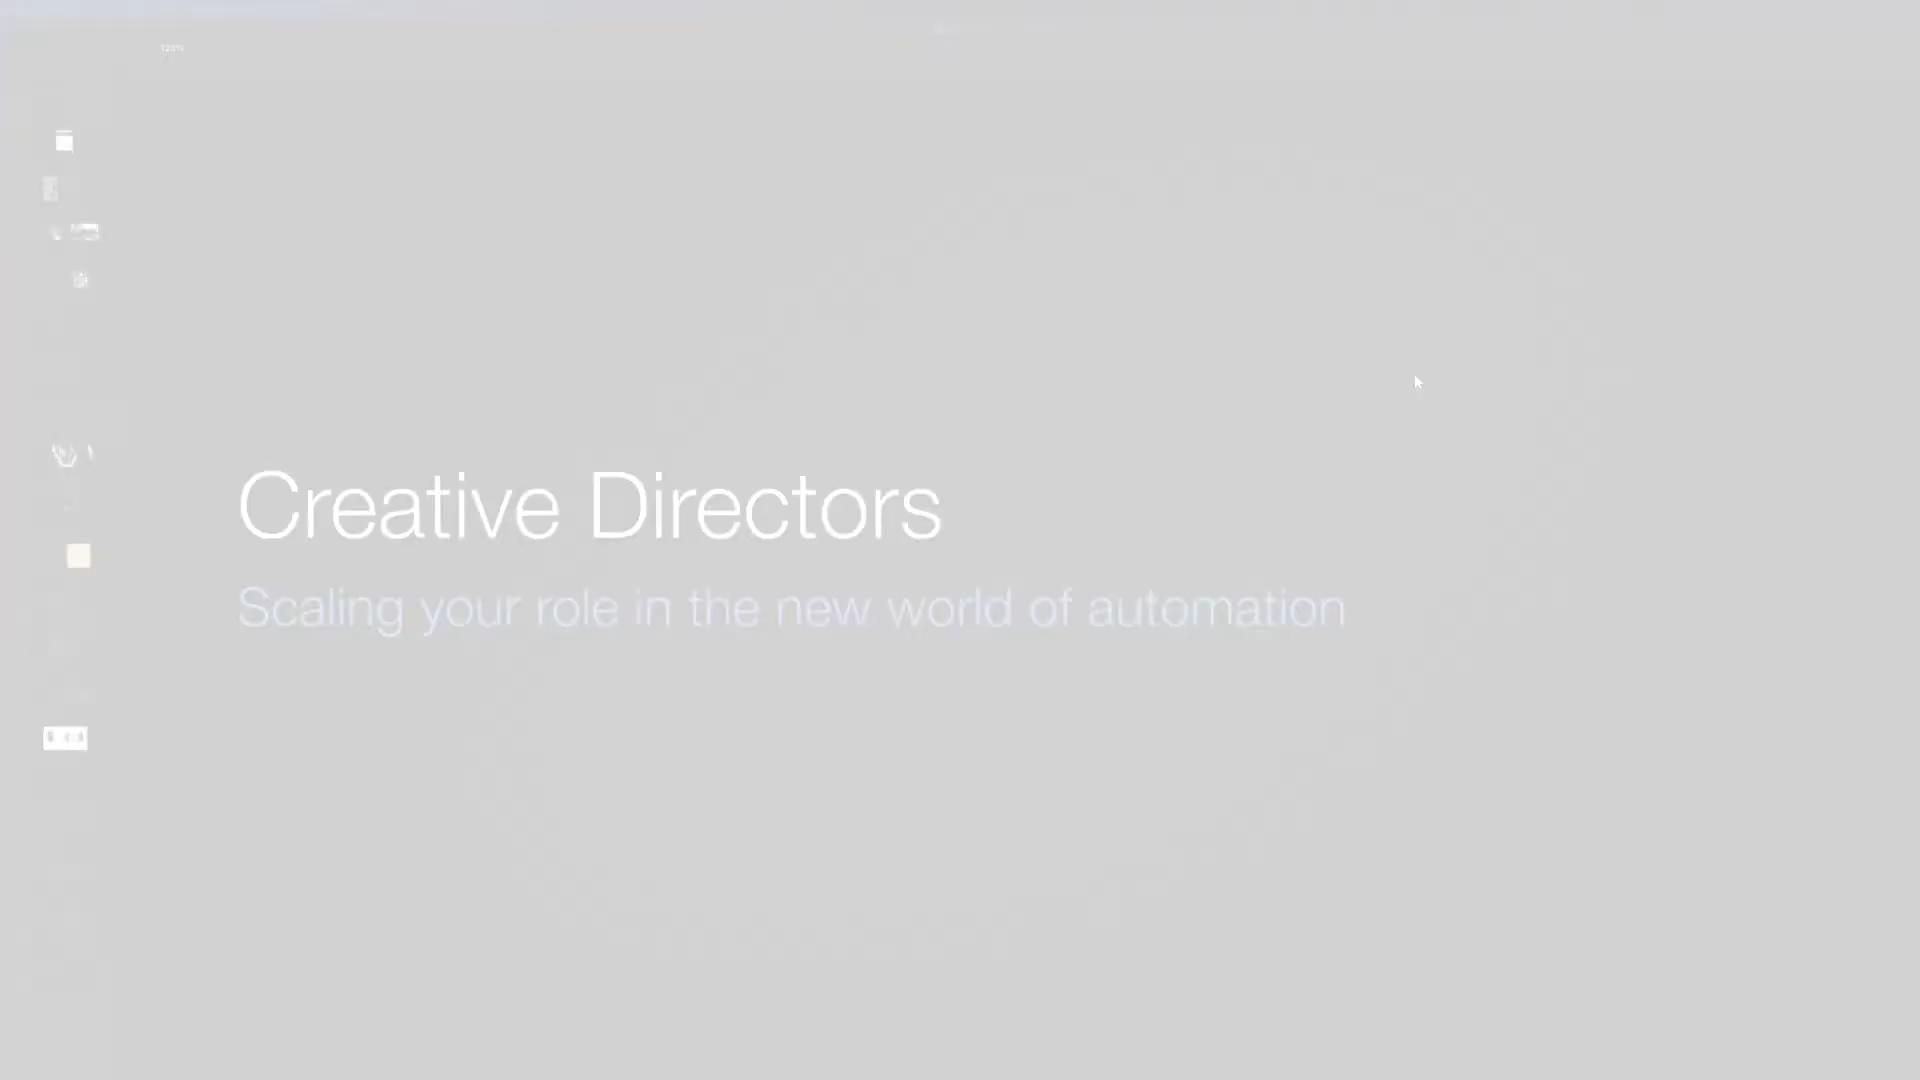 Creative Directors
Scaling your role in the new world of automation